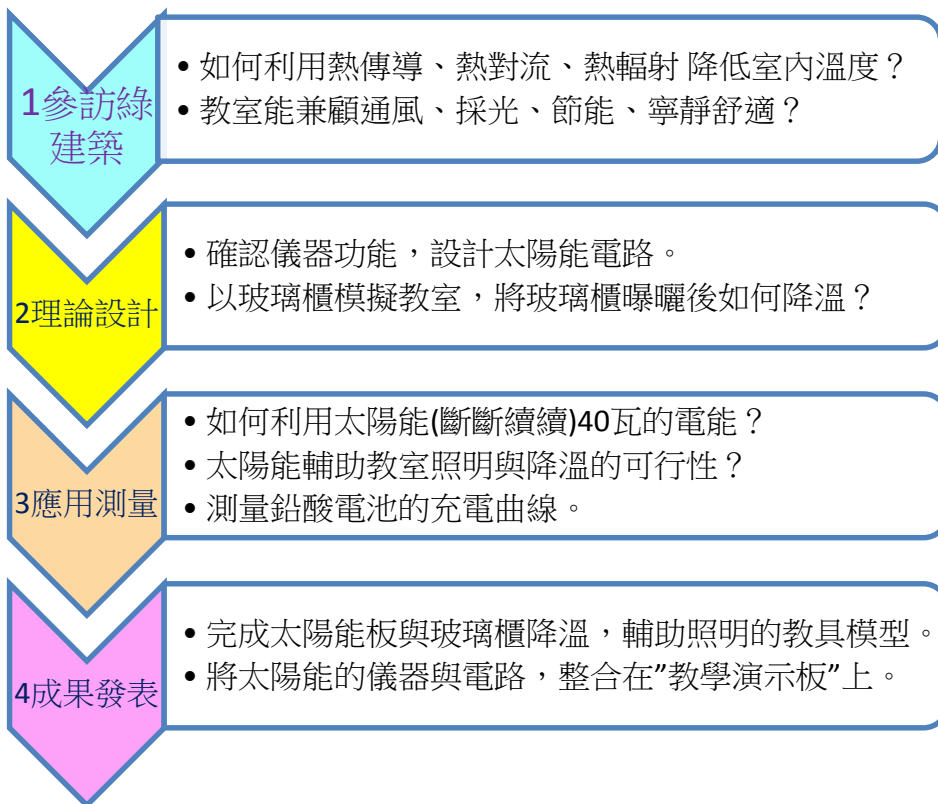 1參訪綠
建築
• 如何利用熱傳導、熱對流、熱輻射 降低室內溫度？
• 教室能兼顧通風、採光、節能、寧靜舒適？
2理論設計
• 確認儀器功能，設計太陽能電路。
• 以玻璃櫃模擬教室，將玻璃櫃曝曬後如何降溫？
3應用測量
• 如何利用太陽能(斷斷續續)40瓦的電能？
• 太陽能輔助教室照明與降溫的可行性？
• 測量鉛酸電池的充電曲線。
4成果發表
• 完成太陽能板與玻璃櫃降溫，輔助照明的教具模型。
• 將太陽能的儀器與電路，整合在”教學演示板”上。